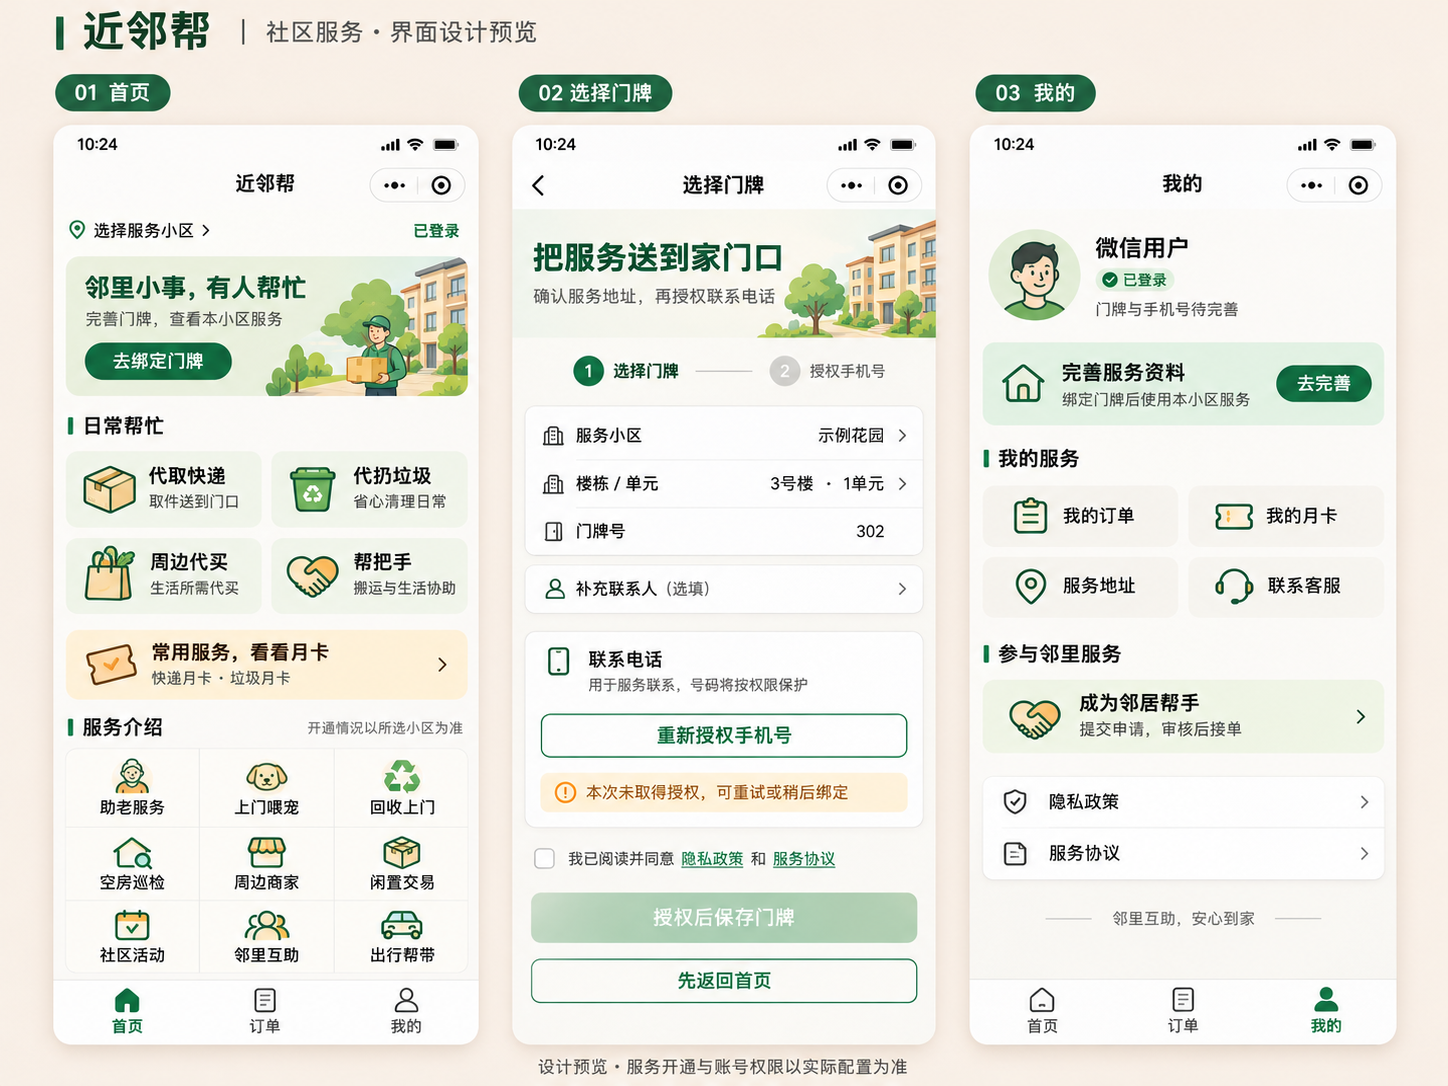 近邻帮 | 社区服务·界面设计预览
01 首页
10:24
近邻帮
选择服务小区
已登录
邻里小事，有人帮忙
完善门牌，查看本小区服务
去绑定门牌
日常帮忙
代取快递
取件送到门口
代扔垃圾
省心清理日常
周边代买
生活所需代买
帮把手
搬运与生活协助
常用服务，看看月卡
快递月卡·垃圾月卡
服务介绍
开通情况以所选小区为准
助老服务
上门喂宠
回收上门
空房巡检
周边商家
闲置交易
社区活动
邻里互助
出行帮带
首页
订单
我的
02 选择门牌
10:24
选择门牌
把服务送到家门口
确认服务地址，再授权联系电话
1 选择门牌
2 授权手机号
服务小区
示例花园
楼栋 / 单元
3号楼 · 1单元
门牌号
302
补充联系人（选填）
联系电话
用于服务联系，号码将按权限保护
重新授权手机号
本次未取得授权，可重试或稍后绑定
我已阅读并同意 隐私政策 和 服务协议
授权后保存门牌
先返回首页
03 我的
10:24
我的
微信用户
已登录
门牌与手机号待完善
完善服务资料
绑定门牌后使用本小区服务
去完善
我的服务
我的订单
我的月卡
服务地址
联系客服
参与邻里服务
成为邻居帮手
提交申请，审核后接单
隐私政策
服务协议
邻里互助，安心到家
首页
订单
我的
设计预览·服务开通与账号权限以实际配置为准